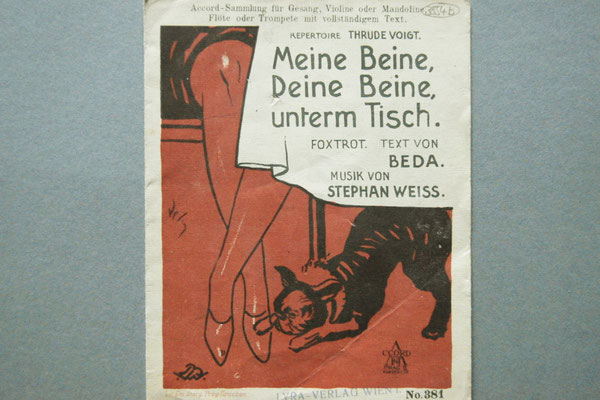 Accord-Sammlung für Gesang, Violine oder Mandoline,
Flöte oder Trompete mit vollständigem Text.
REPERTOIRE THRUDE VOIGT.
Meine Beine,
Deine Beine,
unterm Tisch.
FOXTROT. TEXT VON
BEDA.
MUSIK VON
STEPHAN WEISS.
ACCORD
LYRA-VERLAG WIEN I.
No. 381